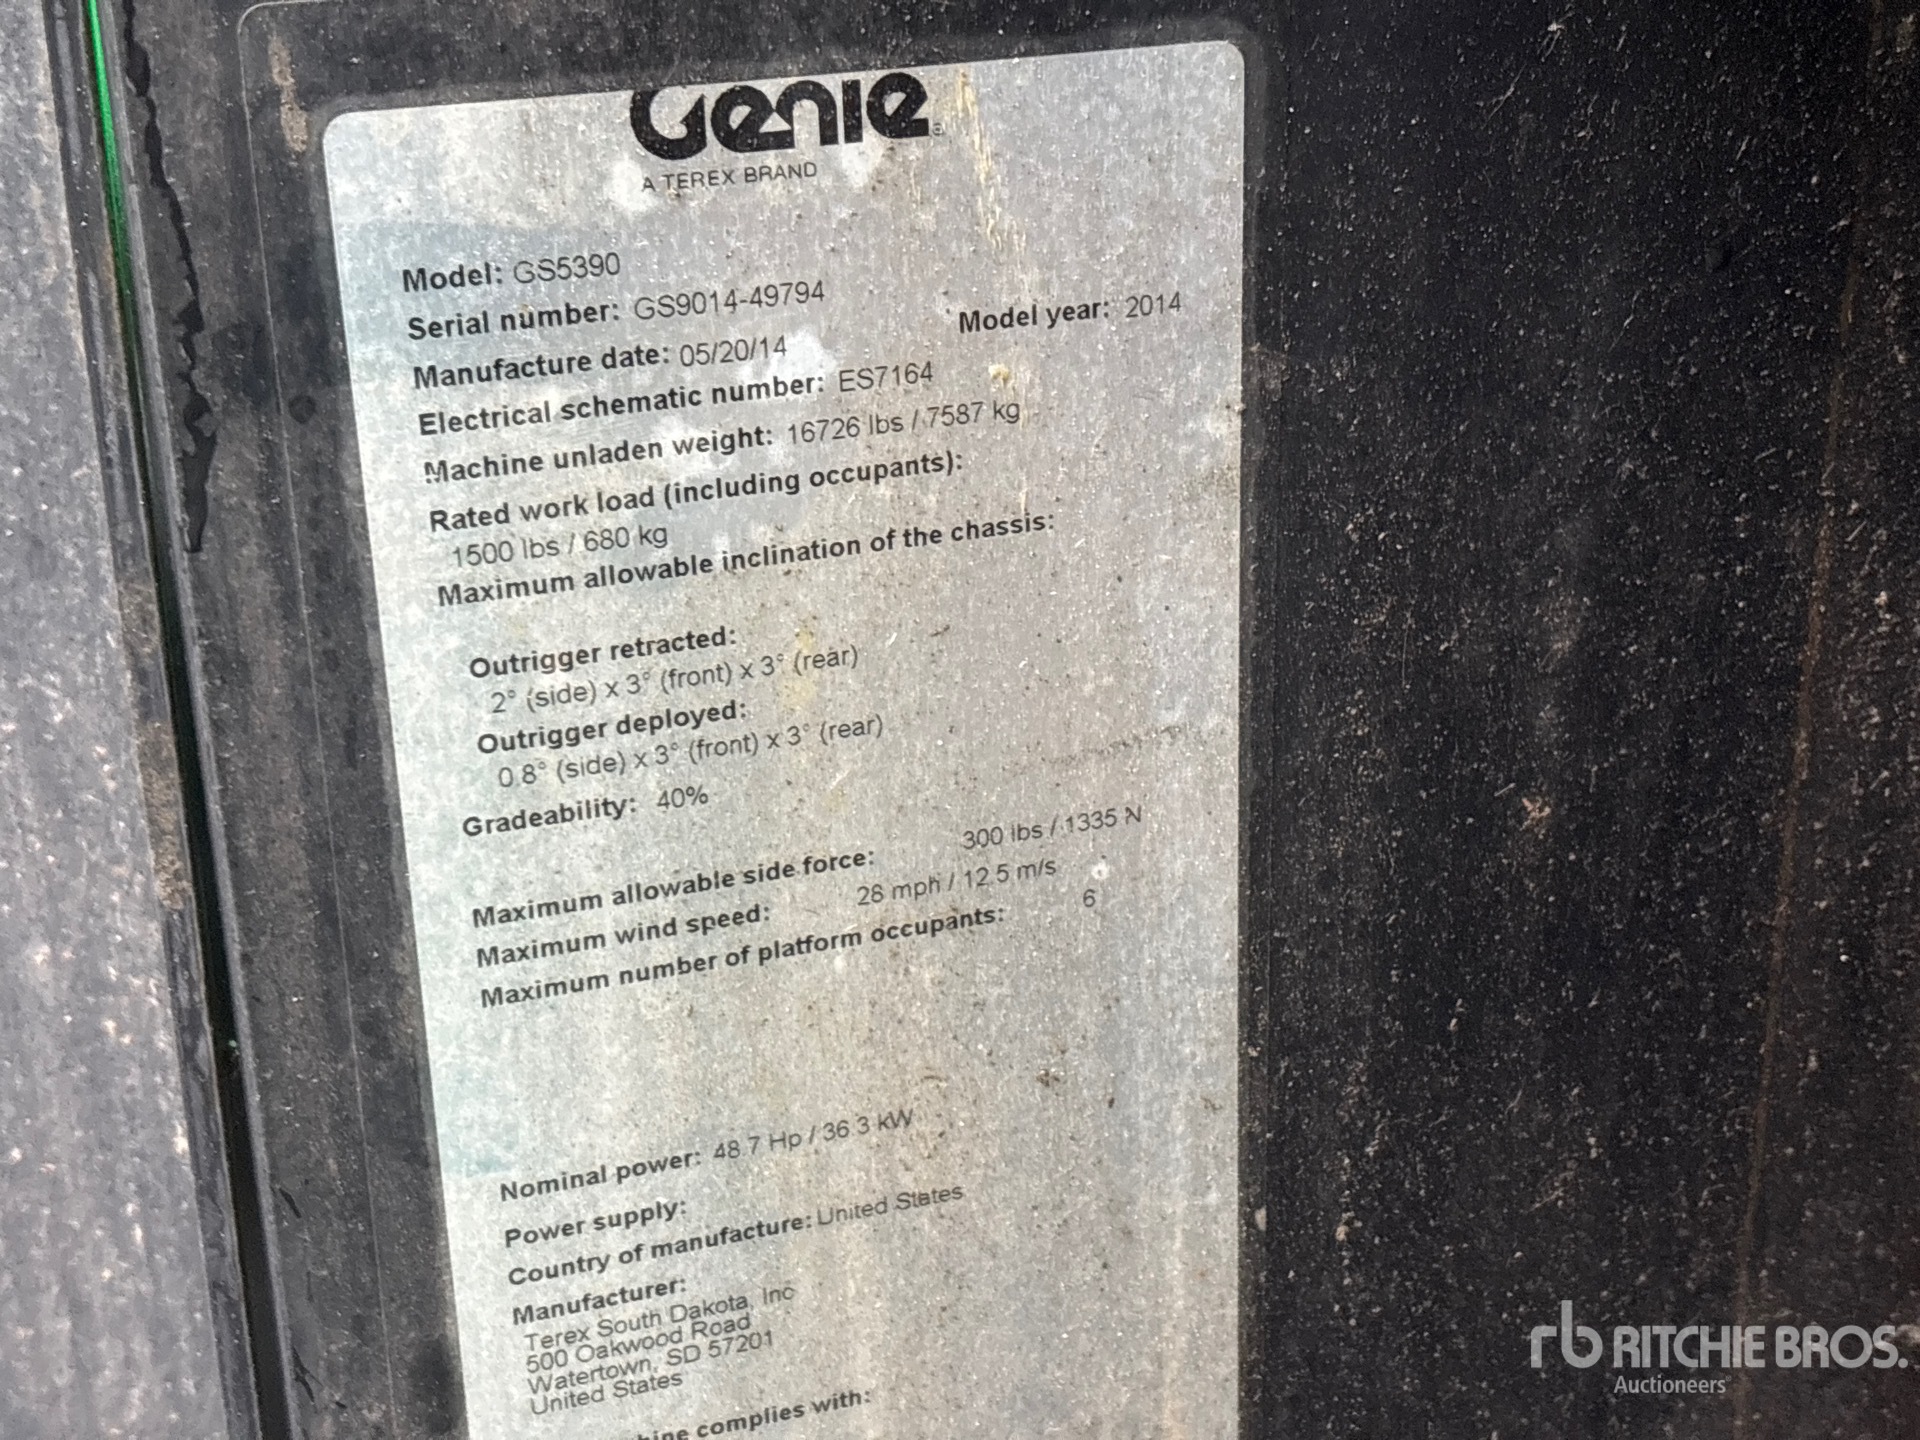 Genie
A TEREX BRAND
Model: GS5390
Serial number: GS9014-49794
Model year: 2014
Manufacture date: 05/20/14
Electrical schematic number: ES7164
Machine unladen weight: 16726 lbs / 7587 kg
Rated work load (including occupants):
1500 lbs / 680 kg
Maximum allowable inclination of the chassis:
Outrigger retracted:
2° (side) x 3° (front) x 3° (rear)
Outrigger deployed:
0.8° (side) x 3° (front) x 3° (rear)
Gradeability: 40%
Maximum allowable side force: 300 lbs / 1335 N
Maximum wind speed: 28 mph / 12.5 m/s
Maximum number of platform occupants: 6
Nominal power: 48.7 Hp / 36.3 kW
Power supply:
Country of manufacture: United States
Manufacturer:
Terex South Dakota, Inc
500 Oakwood Road
Watertown, SD 57201
United States
complies with:
rb RITCHIE BROS.
Auctioneers